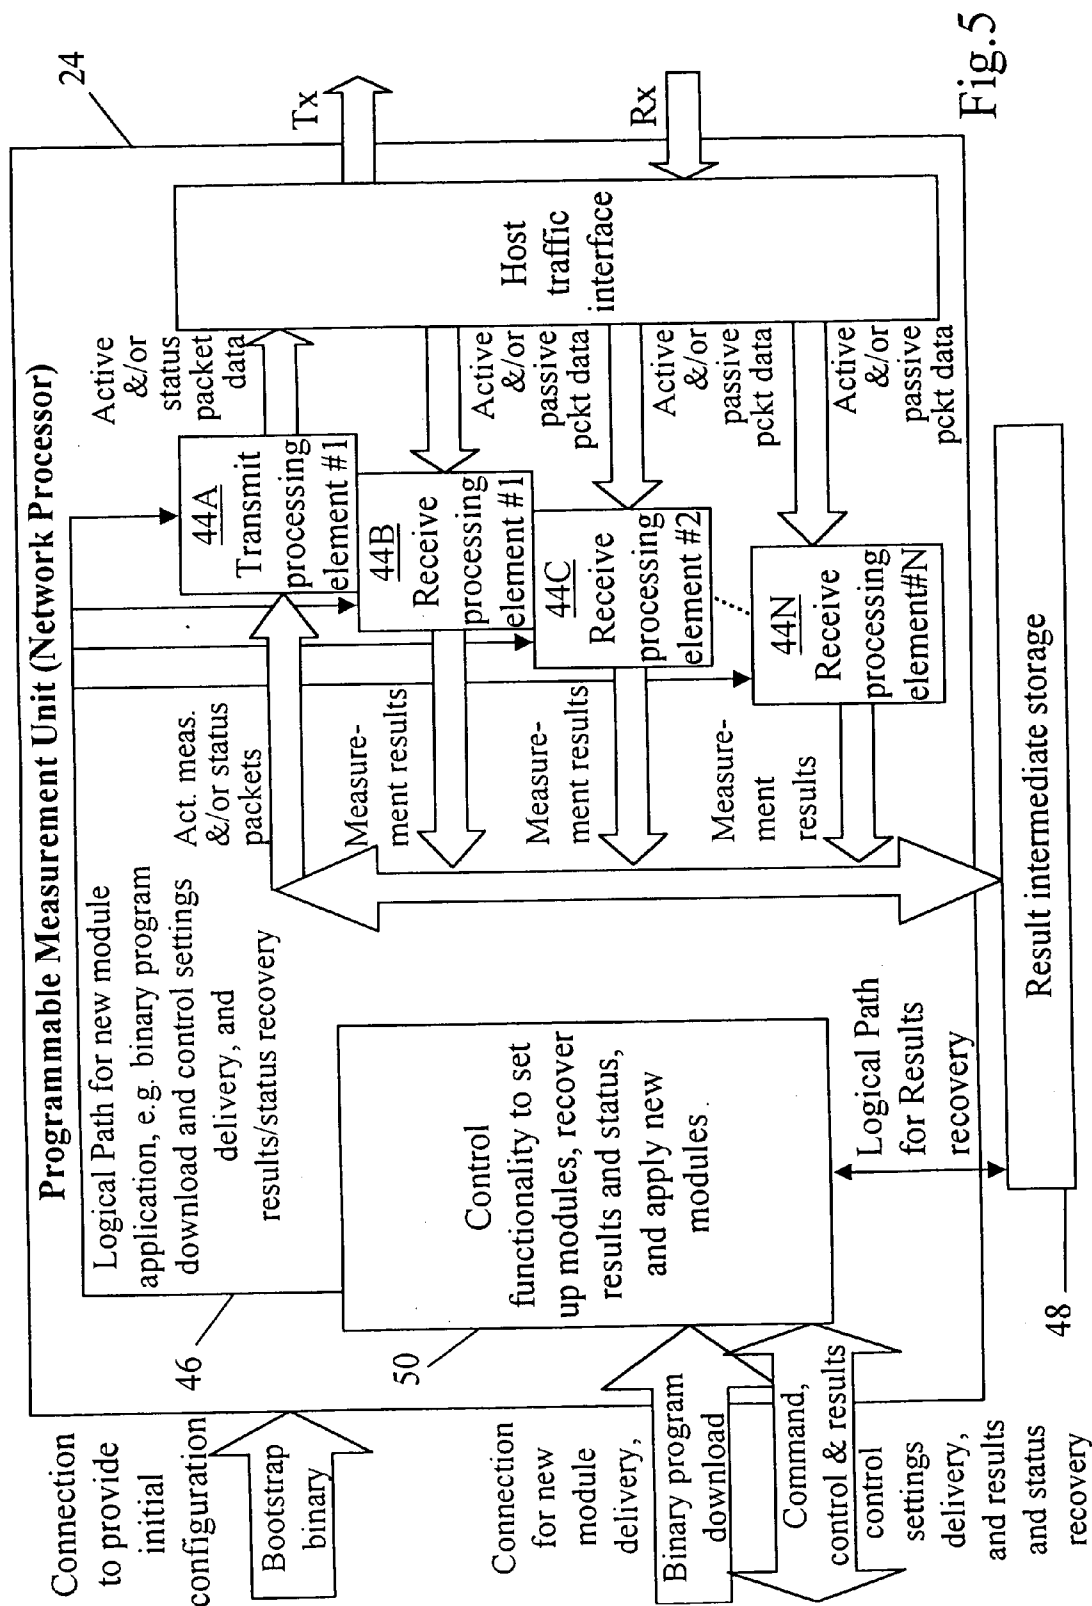 Programmable Measurement Unit (Network Processor)
24
Connection
to provide
initial
configuration
Bootstrap
binary
46
Logical Path for new module
application, e.g. binary program
download and control settings
delivery, and
results/status recovery
Act. meas.
&/or status
packets
44A
Transmit
processing
element #1
Active
&/or
status
packet
data
Tx
Measure-
ment results
44B
Receive
processing
element #1
Active
&/or
passive
pckt data
Host
traffic
interface
Measure-
ment results
44C
Receive
processing
element #2
Active
&/or
passive
pckt data
Rx
Measure-
ment
results
44N
Receive
processing
element#N
Active
&/or
passive
pckt data
50
Control
functionality to set
up modules, recover
results and status,
and apply new
modules.
Connection
for new
module
delivery,
Binary program
download
Command,
control & results
control
settings
delivery,
and results
and status
recovery
Logical Path
for Results
recovery
48
Result intermediate storage
Fig.5